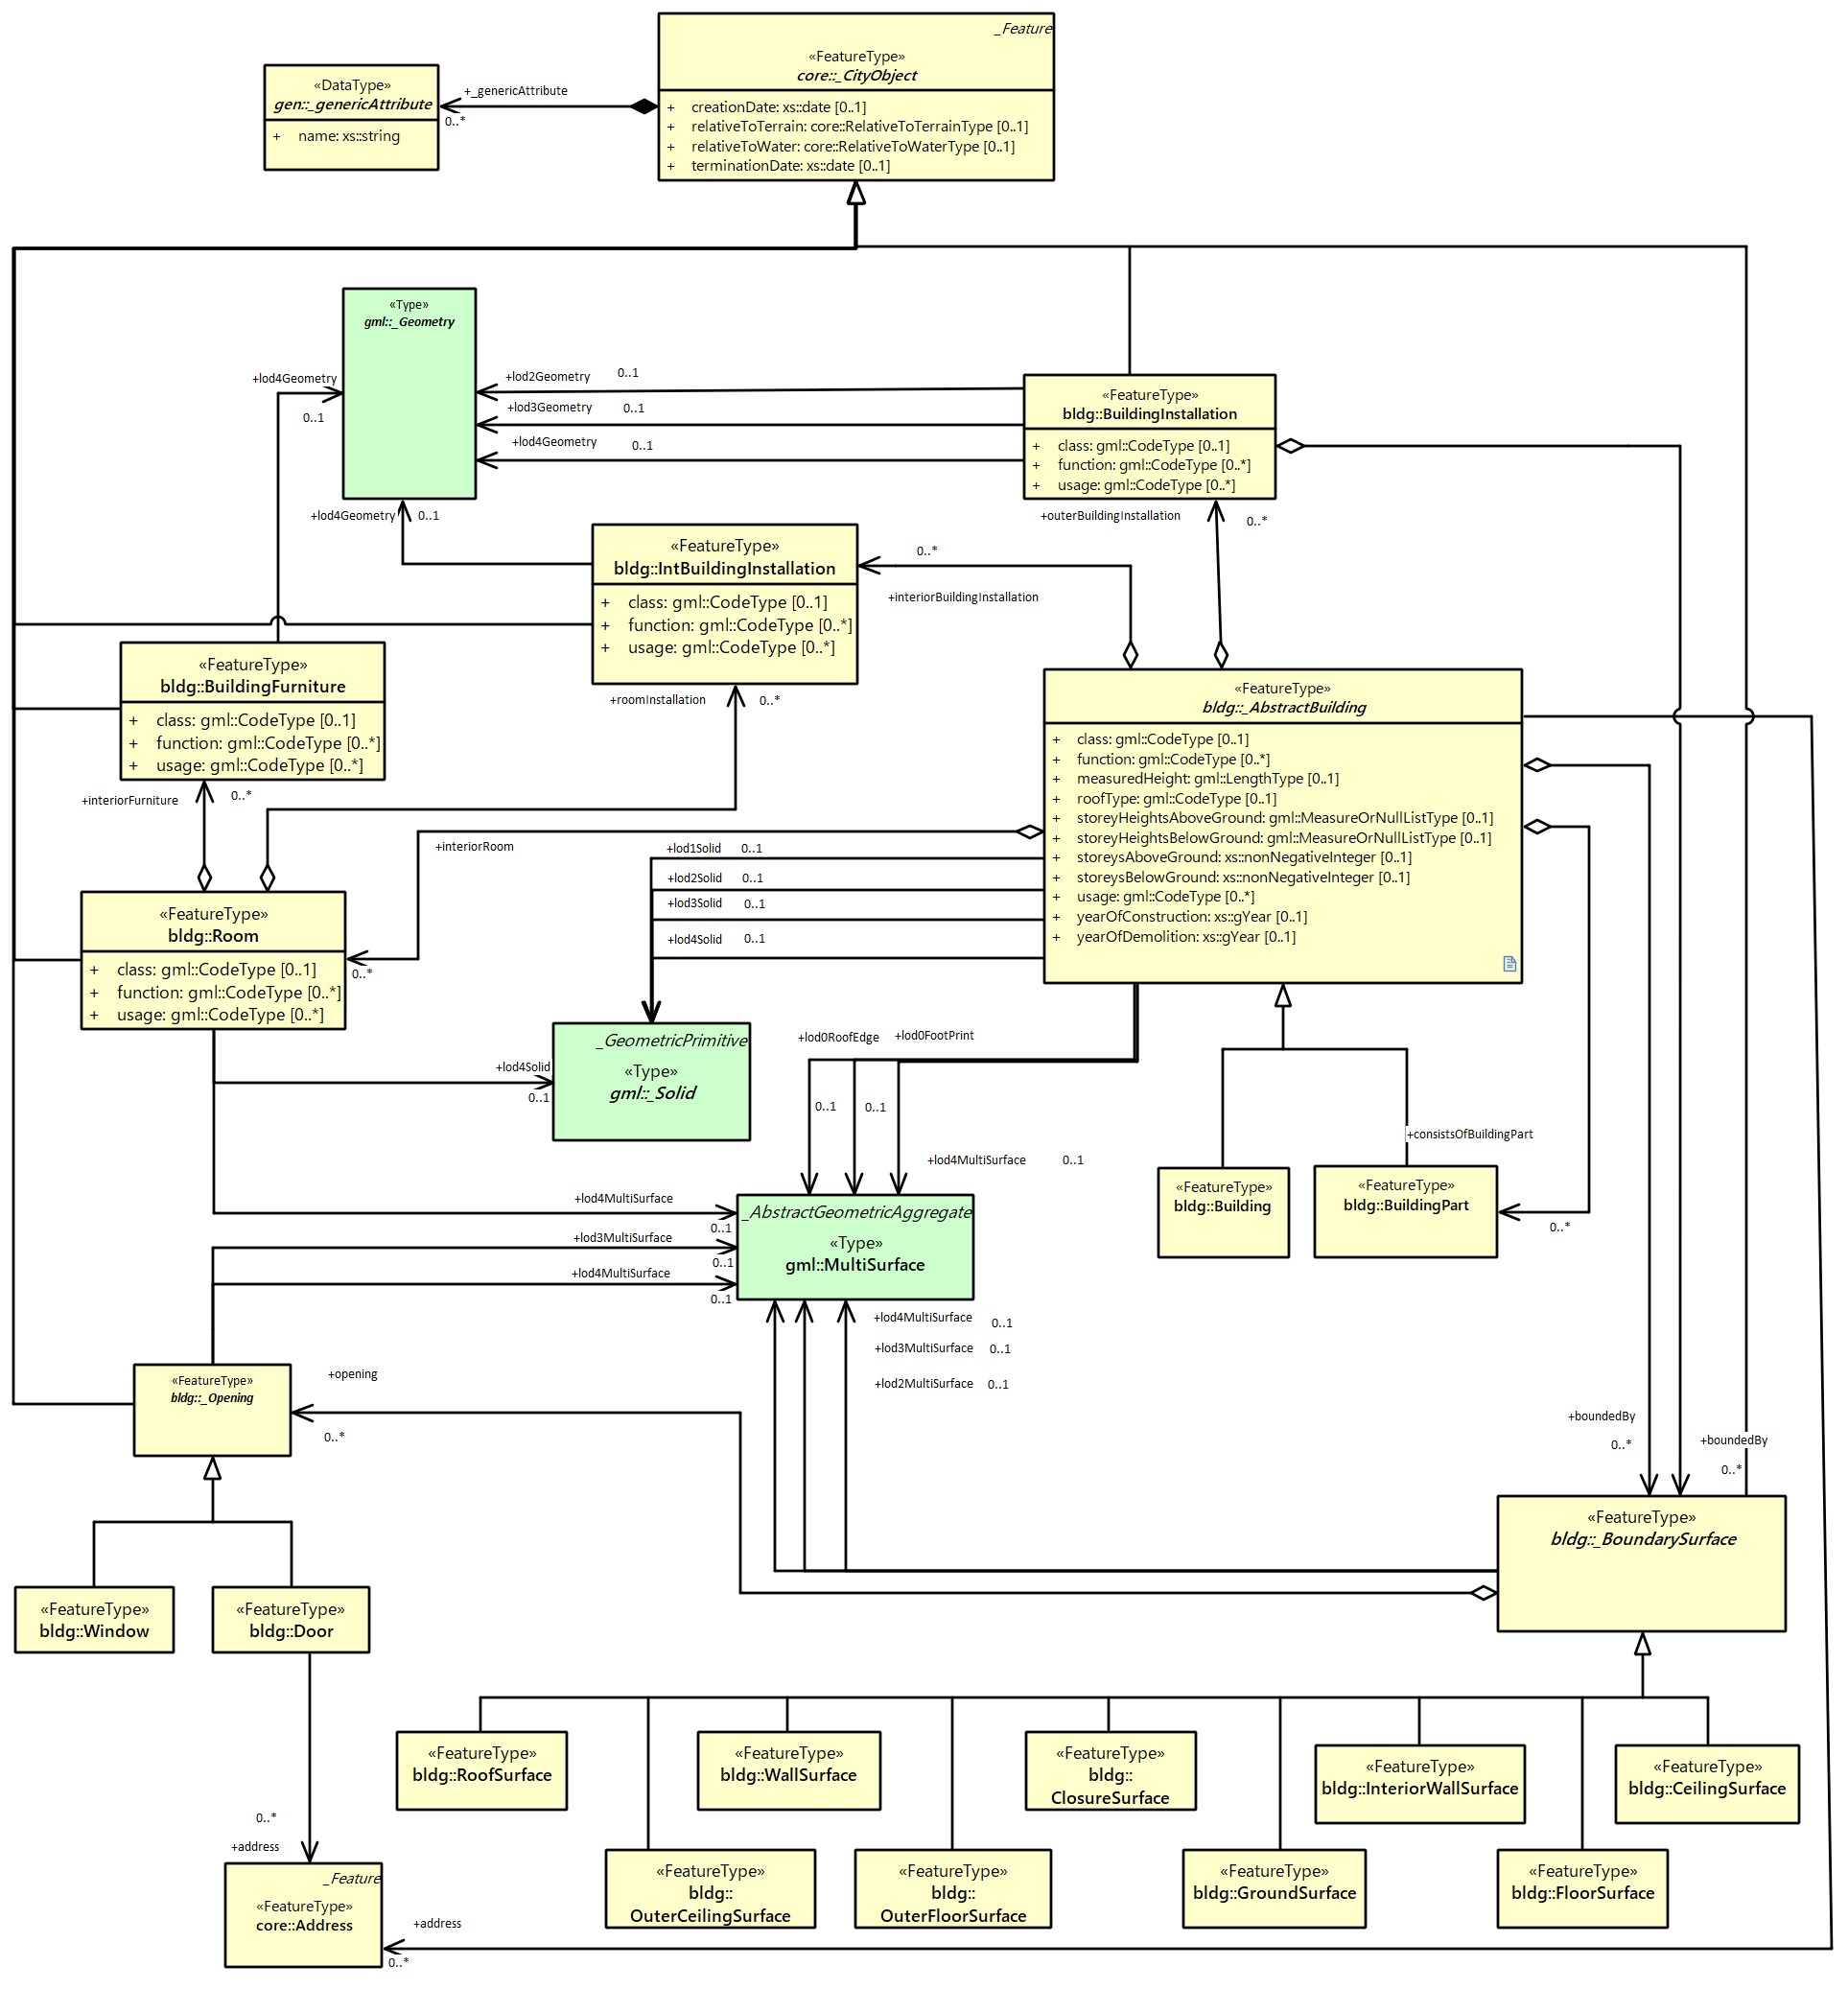 _Feature
«FeatureType»
core::_CityObject
+ creationDate: xs::date [0..1]
+ relativeToTerrain: core::RelativeToTerrainType [0..1]
+ relativeToWater: core::RelativeToWaterType [0..1]
+ terminationDate: xs::date [0..1]
«DataType»
gen::_genericAttribute
+ name: xs::string
+_genericAttribute
0..*
«Type»
gml::_Geometry
+lod4Geometry
0..1
+lod2Geometry 0..1
+lod3Geometry 0..1
+lod4Geometry 0..1
«FeatureType»
bldg::BuildingInstallation
+ class: gml::CodeType [0..1]
+ function: gml::CodeType [0..*]
+ usage: gml::CodeType [0..*]
+lod4Geometry 0..1
+outerBuildingInstallation 0..*
«FeatureType»
bldg::IntBuildingInstallation
+ class: gml::CodeType [0..1]
+ function: gml::CodeType [0..*]
+ usage: gml::CodeType [0..*]
0..*
+interiorBuildingInstallation
«FeatureType»
bldg::BuildingFurniture
+ class: gml::CodeType [0..1]
+ function: gml::CodeType [0..*]
+ usage: gml::CodeType [0..*]
+roomInstallation 0..*
«FeatureType»
bldg::_AbstractBuilding
+ class: gml::CodeType [0..1]
+ function: gml::CodeType [0..*]
+ measuredHeight: gml::LengthType [0..1]
+ roofType: gml::CodeType [0..1]
+ storeyHeightsAboveGround: gml::MeasureOrNullListType [0..1]
+ storeyHeightsBelowGround: gml::MeasureOrNullListType [0..1]
+ storeysAboveGround: xs::nonNegativeInteger [0..1]
+ storeysBelowGround: xs::nonNegativeInteger [0..1]
+ usage: gml::CodeType [0..*]
+ yearOfConstruction: xs::gYear [0..1]
+ yearOfDemolition: xs::gYear [0..1]
+interiorFurniture 0..*
+interiorRoom
0..*
+lod1Solid 0..1
+lod2Solid 0..1
+lod3Solid 0..1
+lod4Solid 0..1
«FeatureType»
bldg::Room
+ class: gml::CodeType [0..1]
+ function: gml::CodeType [0..*]
+ usage: gml::CodeType [0..*]
_GeometricPrimitive
«Type»
gml::_Solid
+lod4Solid
0..1
+lod0RoofEdge
+lod0FootPrint
0..1
0..1
+lod4MultiSurface 0..1
+consistsOfBuildingPart
0..*
«FeatureType»
bldg::Building
«FeatureType»
bldg::BuildingPart
+lod4MultiSurface
0..1
+lod3MultiSurface
0..1
+lod4MultiSurface
0..1
_AbstractGeometricAggregate
«Type»
gml::MultiSurface
+lod4MultiSurface 0..1
+lod3MultiSurface 0..1
+lod2MultiSurface 0..1
«FeatureType»
bldg::_Opening
+opening
0..*
+boundedBy
0..*
+boundedBy
0..*
«FeatureType»
bldg::_BoundarySurface
«FeatureType»
bldg::Window
«FeatureType»
bldg::Door
«FeatureType»
bldg::RoofSurface
«FeatureType»
bldg::WallSurface
«FeatureType»
bldg::
ClosureSurface
«FeatureType»
bldg::InteriorWallSurface
«FeatureType»
bldg::CeilingSurface
«FeatureType»
bldg::
OuterCeilingSurface
«FeatureType»
bldg::
OuterFloorSurface
«FeatureType»
bldg::GroundSurface
«FeatureType»
bldg::FloorSurface
0..*
+address
_Feature
«FeatureType»
core::Address
+address
0..*